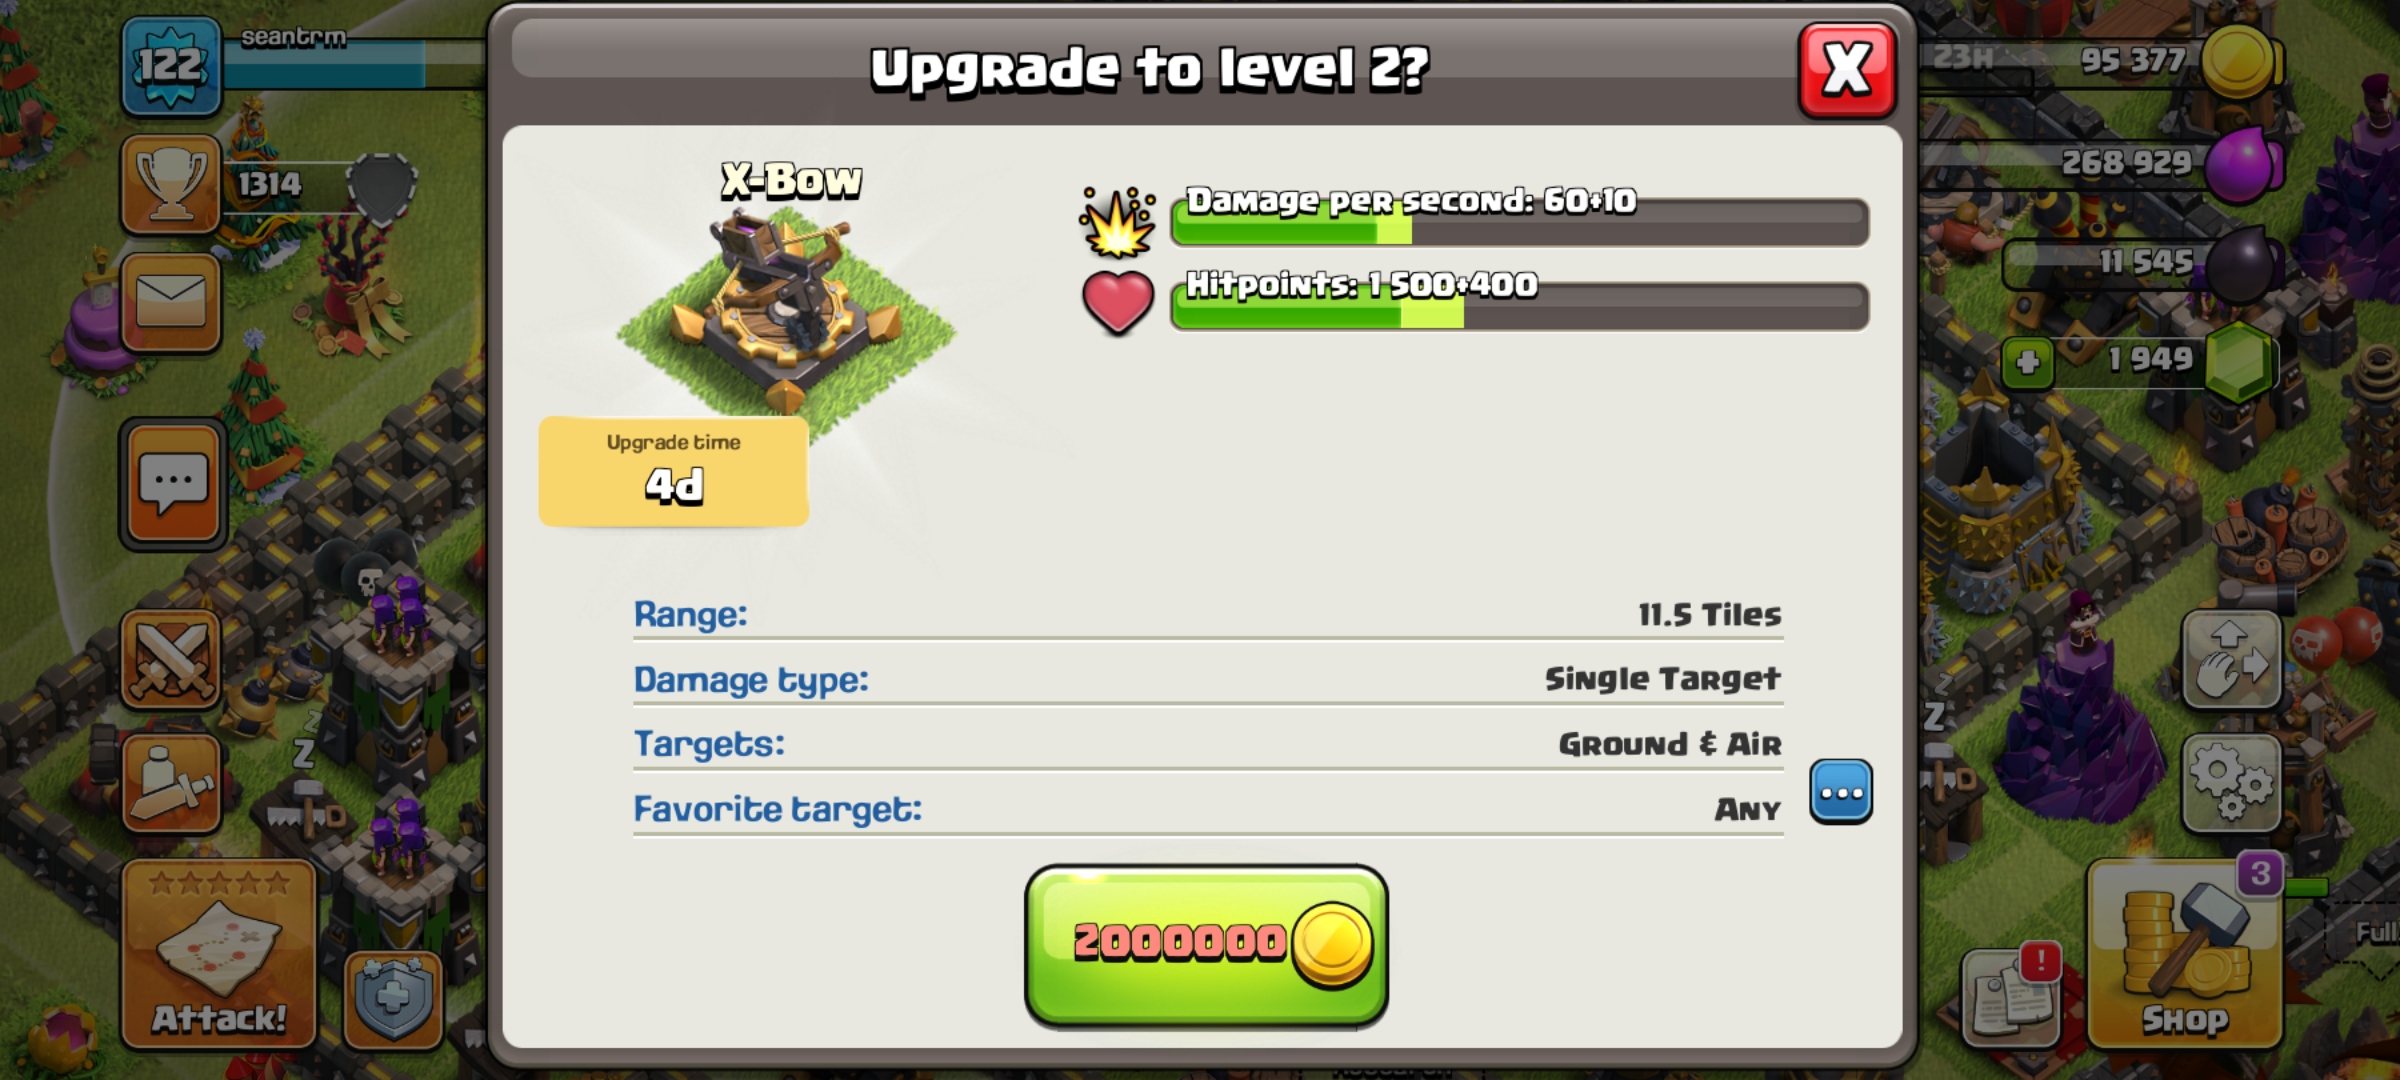 122
seantrm
1314
Attack!
Upgrade to level 2?
X
X-Bow
Damage per second: 60+10
Hitpoints: 1 500+400
Upgrade time
4d
Range:
11.5 Tiles
Damage type:
Single Target
Targets:
Ground & Air
Favorite target:
Any
2000000
23H
95 377
268 929
11 545
1 949
Z
Z
Z
Z
3
!
Shop
Full